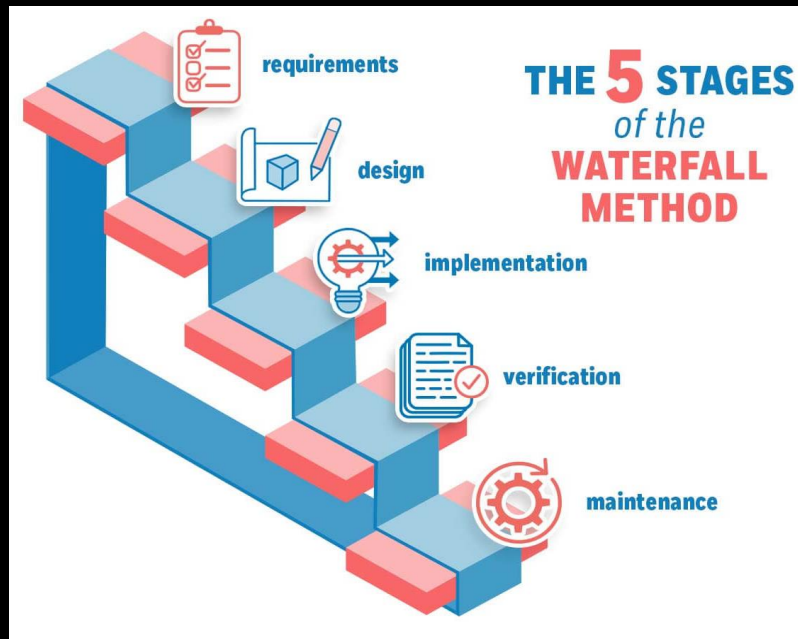 THE 5 STAGES
of the
WATERFALL
METHOD
requirements
design
implementation
verification
maintenance